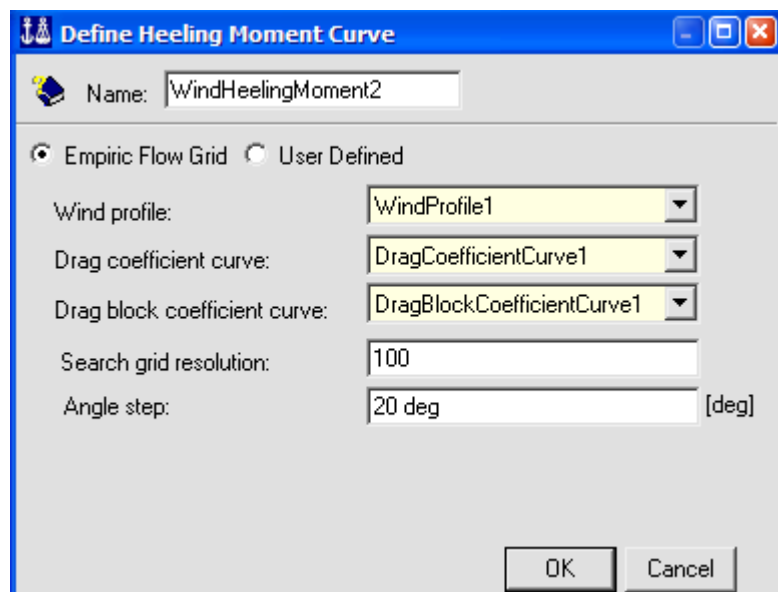 Define Heeling Moment Curve
Name: WindHeelingMoment2
Empiric Flow Grid User Defined
Wind profile: WindProfile1
Drag coefficient curve: DragCoefficientCurve1
Drag block coefficient curve: DragBlockCoefficientCurve1
Search grid resolution: 100
Angle step: 20 deg [deg]
OK Cancel